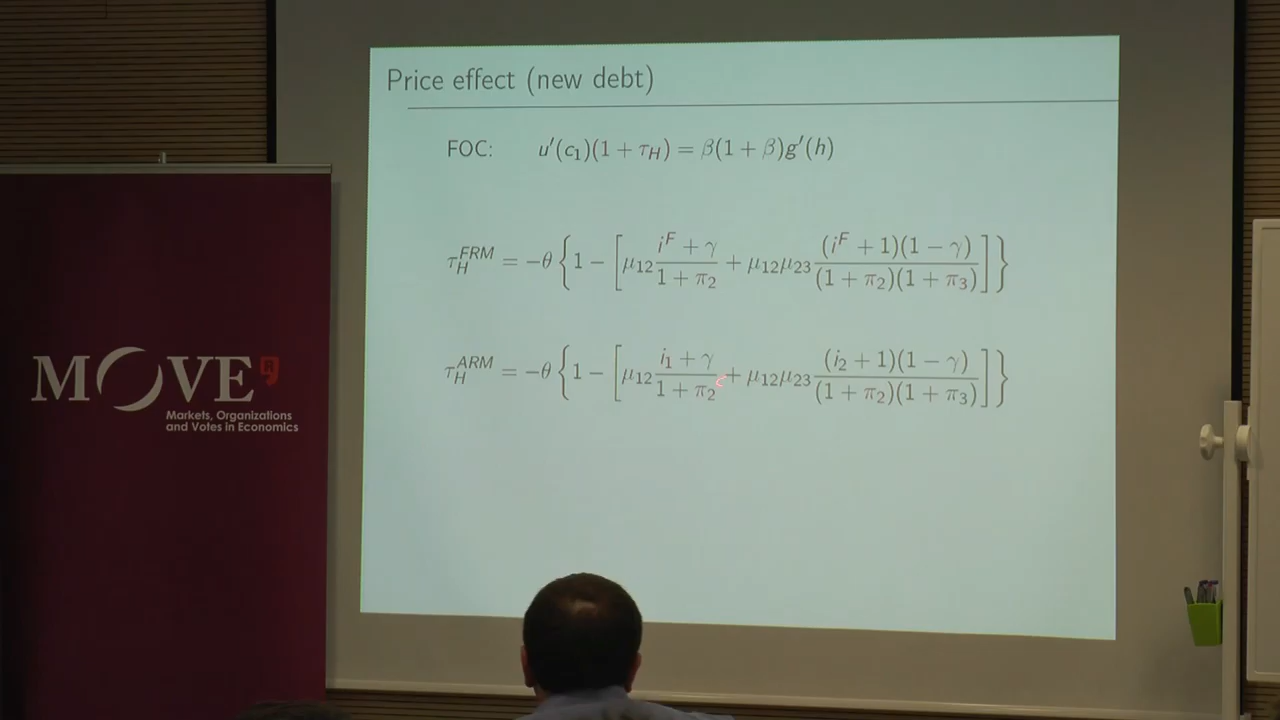 Price effect (new debt)
FOC: u′(c₁)(1 + τ_H) = β(1 + β)g′(h)
τ_H^{FRM} = −θ {1 − [μ₁₂ (i^F + γ)/(1 + π₂) + μ₁₂μ₂₃ ((i^F + 1)(1 − γ))/((1 + π₂)(1 + π₃))]}
τ_H^{ARM} = −θ {1 − [μ₁₂ (i₁ + γ)/(1 + π₂) + μ₁₂μ₂₃ ((i₂ + 1)(1 − γ))/((1 + π₂)(1 + π₃))]}
MOVE R
Markets, Organizations
and Votes in Economics